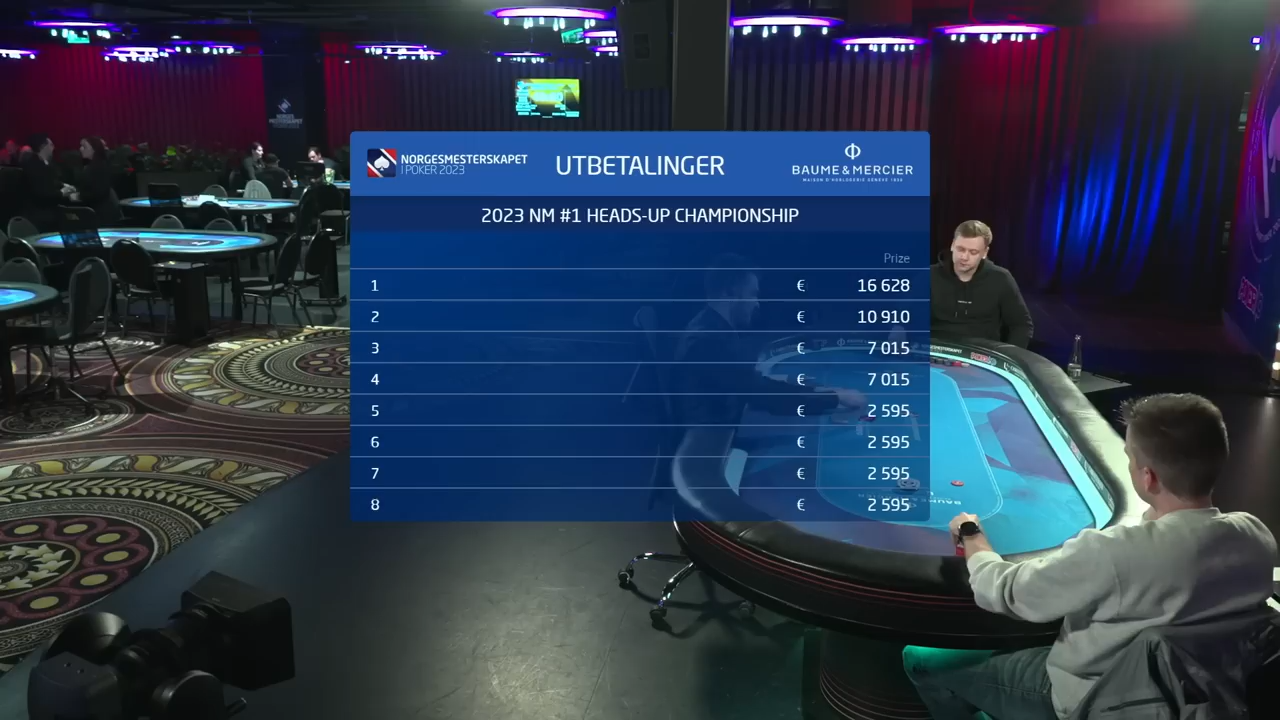 NORGESMESTERSKAPET
I POKER 2023
UTBETALINGER
BAUME & MERCIER
MAISON D'HORLOGERIE GENEVE 1830
2023 NM #1 HEADS-UP CHAMPIONSHIP
Prize
1 € 16 628
2 € 10 910
3 € 7 015
4 € 7 015
5 € 2 595
6 € 2 595
7 € 2 595
8 € 2 595